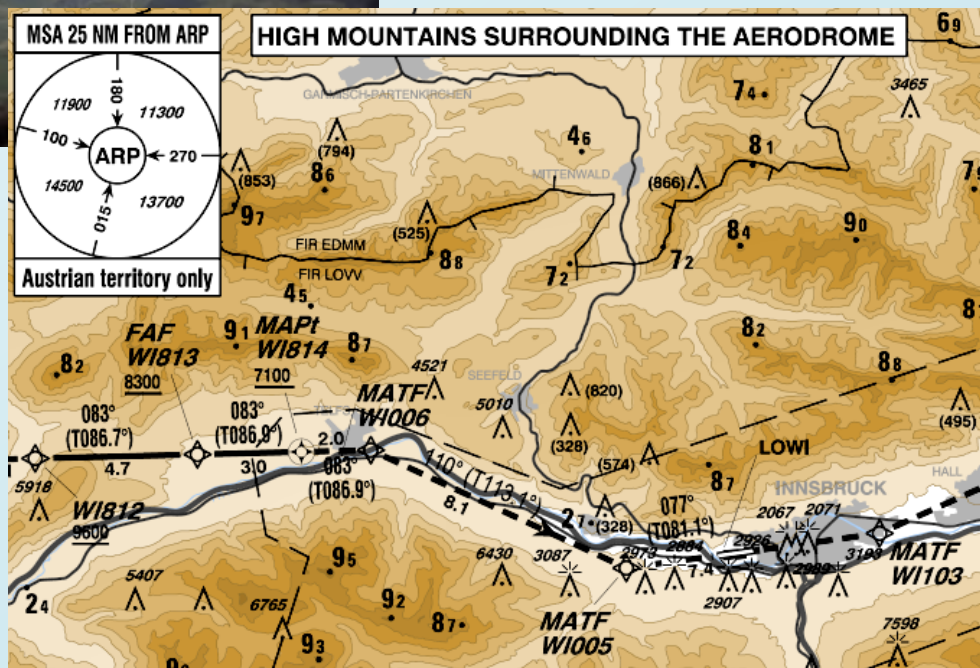 MSA 25 NM FROM ARP
11900
180
11300
100
ARP
270
14500
015
13700
Austrian territory only
HIGH MOUNTAINS SURROUNDING THE AERODROME
6₉
GARMISCH-PARTENKIRCHEN
7₄
3465
(794)
4₆
8₁
(853)
8₆
MITTENWALD
(866)
7₉
9₇
(525)
8₄
9₀
FIR EDMM
8₈
7₂
7₂
FIR LOVV
4₅
FAF
WI813
8300
9₁
MAPt
WI814
7100
8₇
8₂
8₂
8₈
4521
SEEFELD
5010
(820)
(495)
MATF
WI006
083°
(T086.7°)
083°
(T086.9°)
2.0
(328)
4.7
3.0
083°
(T086.9°)
110° (T113.1°)
8.1
(574)
LOWI
8₇
5918
WI812
9600
INNSBRUCK
HALL
077°
(T081.1°)
2067
2071
(328)
2926
6430
3087
2973
2884
7.4
3193
MATF
WI103
9₅
5407
2907
2₄
6765
9₂
8₇
MATF
WI005
7598
9₃